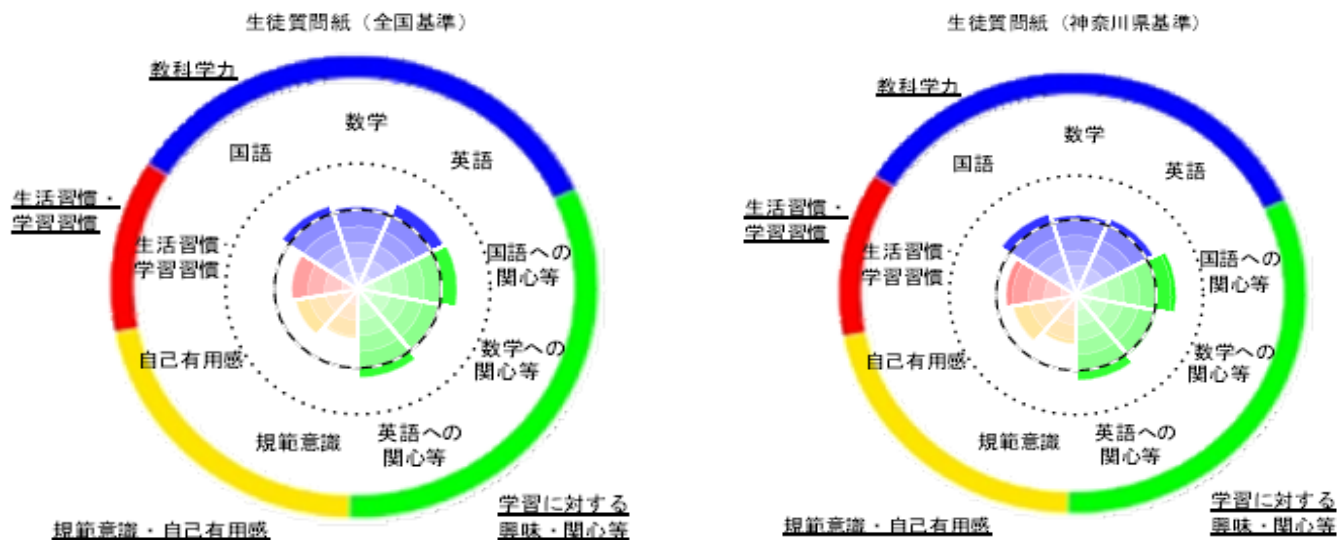 生徒質問紙（全国基準）
教科学力
数学
国語
英語
生活習慣・
学習習慣
生活習慣・
学習習慣
国語への
関心等
数学への
関心等
自己有用感
規範意識
英語への
関心等
規範意識・自己有用感
学習に対する
興味・関心等
生徒質問紙（神奈川県基準）
教科学力
数学
国語
英語
生活習慣・
学習習慣
生活習慣・
学習習慣
国語への
関心等
数学への
関心等
自己有用感
規範意識
英語への
関心等
規範意識・自己有用感
学習に対する
興味・関心等